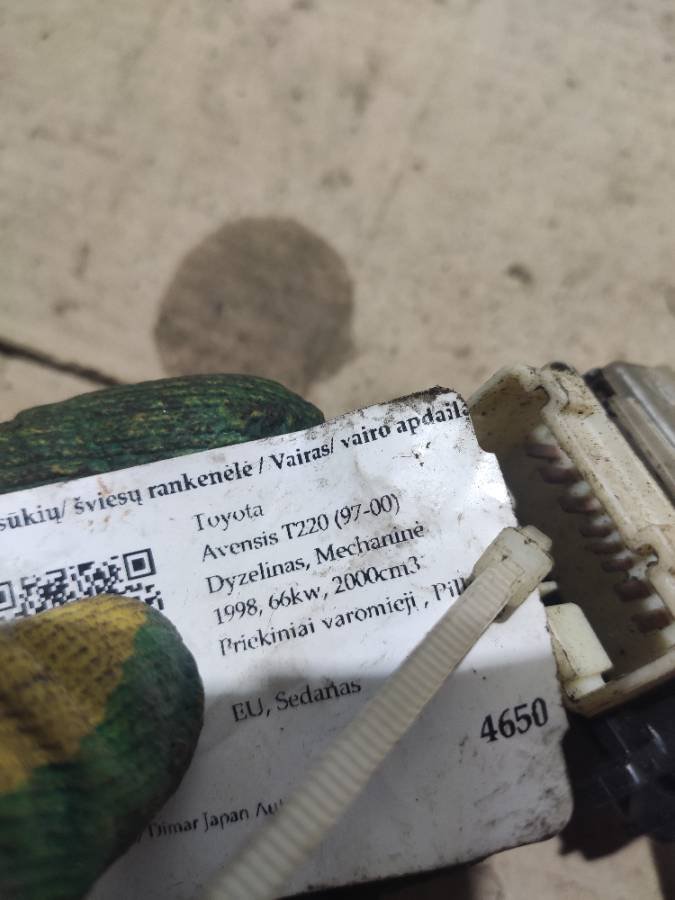 sūkių/ šviesų rankenėlė / Vairas/ vairo apdaila
Toyota
Avensis T220 (97-00)
Dyzelinas, Mechaninė
1998, 66kw, 2000cm3
Priekiniai varomieji , Pil
EU, Sedanas
4650
/Dimar Japan Au